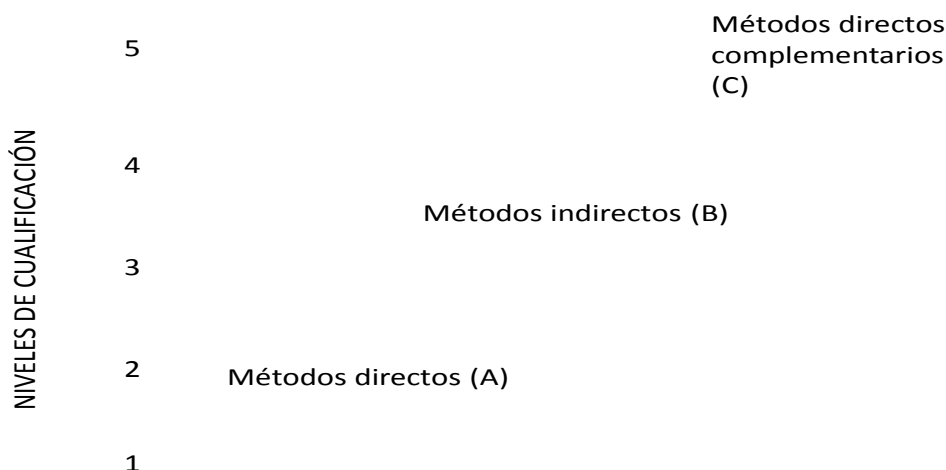 Métodos directos
complementarios
(C)
5
4
Métodos indirectos (B)
3
2
Métodos directos (A)
1
NIVELES DE CUALIFICACIÓN